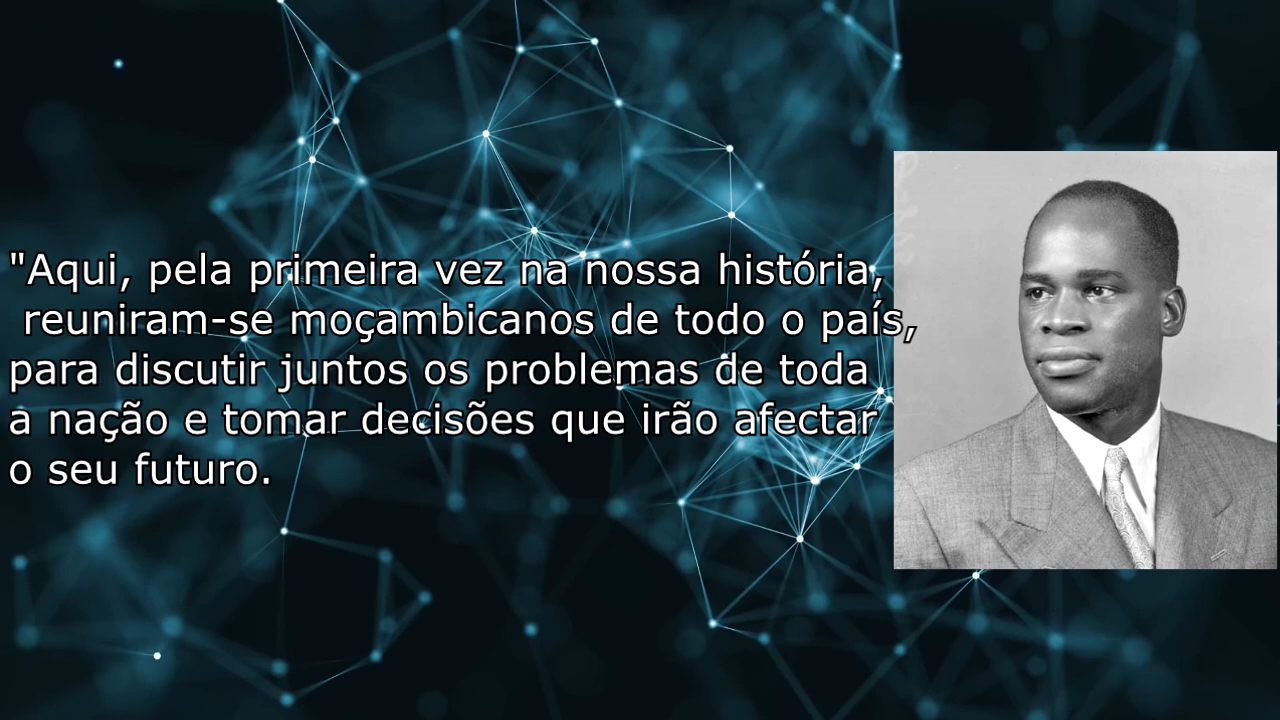 "Aqui, pela primeira vez na nossa história,
reuniram-se moçambicanos de todo o país,
para discutir juntos os problemas de toda
a nação e tomar decisões que irão afectar
o seu futuro.